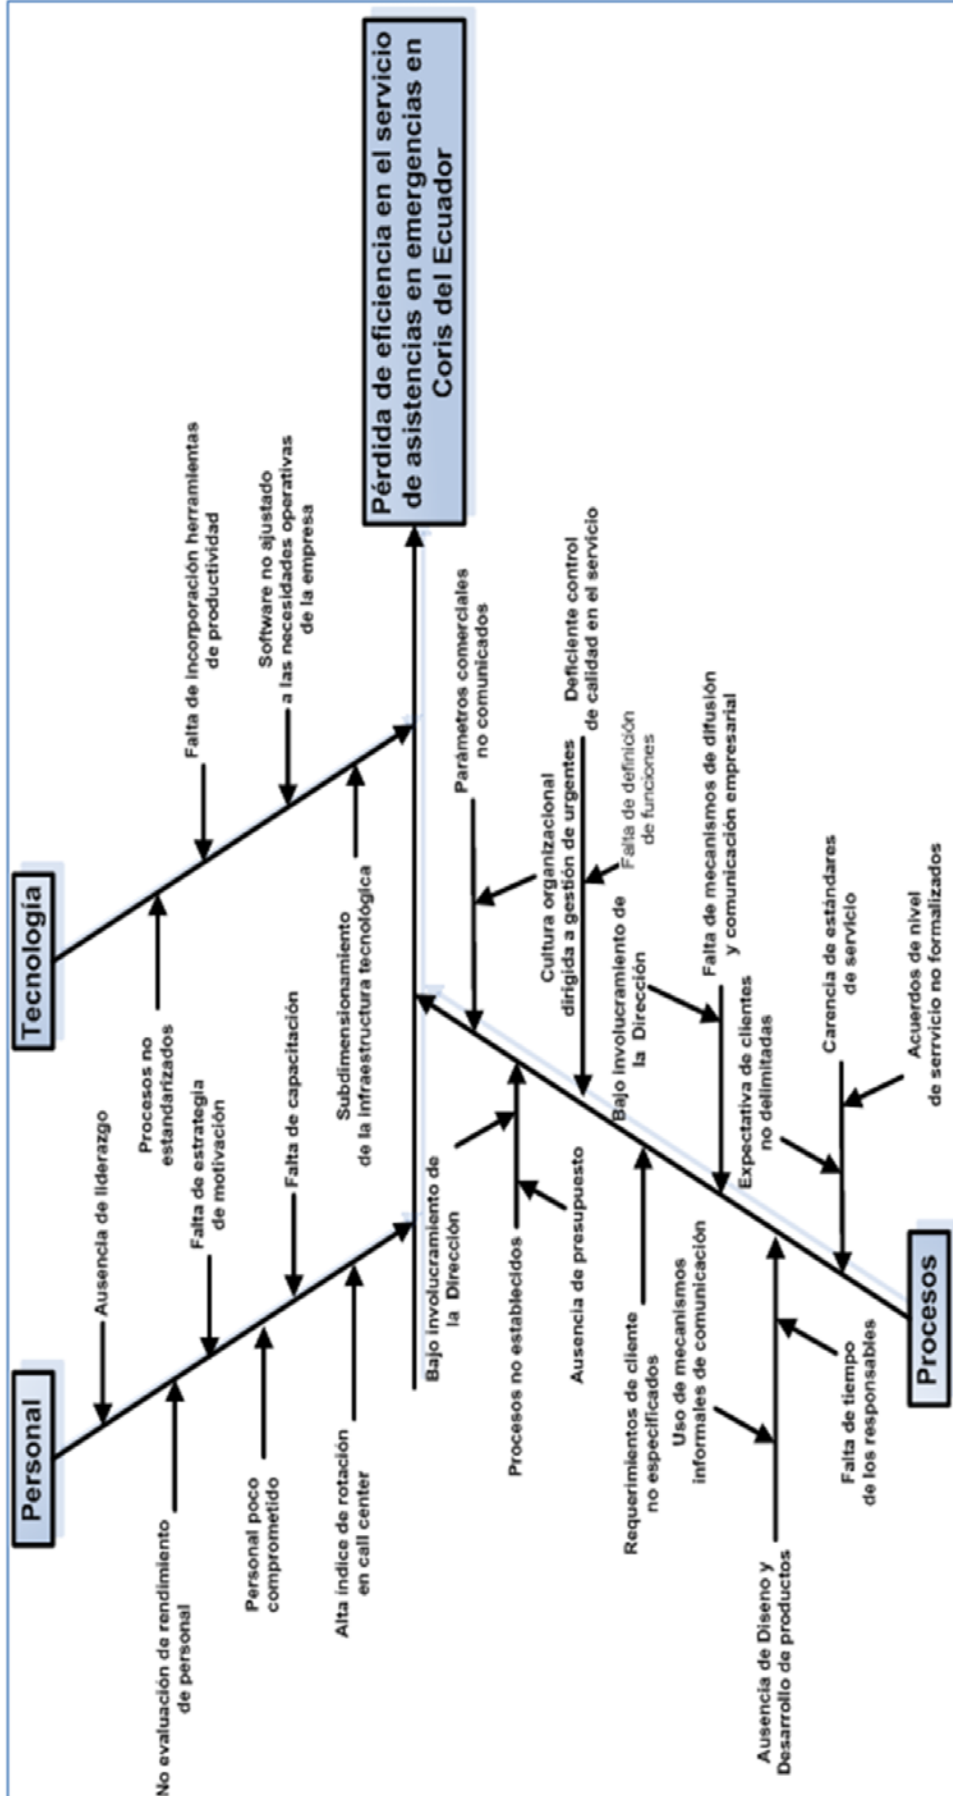 Personal
Tecnología
Ausencia de liderazgo
No evaluación de rendimiento
de personal
Falta de estrategia
de motivación
Personal poco
comprometido
Falta de capacitación
Alta índice de rotación
en call center
Procesos no
estandarizados
Falta de incorporación herramientas
de productividad
Software no ajustado
a las necesidades operativas
de la empresa
Subdimensionamiento
de la infraestructura tecnológica
Pérdida de eficiencia en el servicio
de asistencias en emergencias en
Coris del Ecuador
Parámetros comerciales
no comunicados
Cultura organizacional
dirigida a gestión de urgentes
Bajo involucramiento de
la Dirección
Procesos no establecidos
Ausencia de presupuesto
Deficiente control
de calidad en el servicio
Falta de definición
de funciones
Requerimientos de cliente
no especificados
Bajo involucramiento de
la Dirección
Falta de mecanismos de difusión
y comunicación empresarial
Uso de mecanismos
informales de comunicación
Ausencia de Diseno y
Desarrollo de productos
Falta de tiempo
de los responsables
Expectativa de clientes
no delimitadas
Carencia de estándares
de servicio
Acuerdos de nivel
de serrvicio no formalizados
Procesos